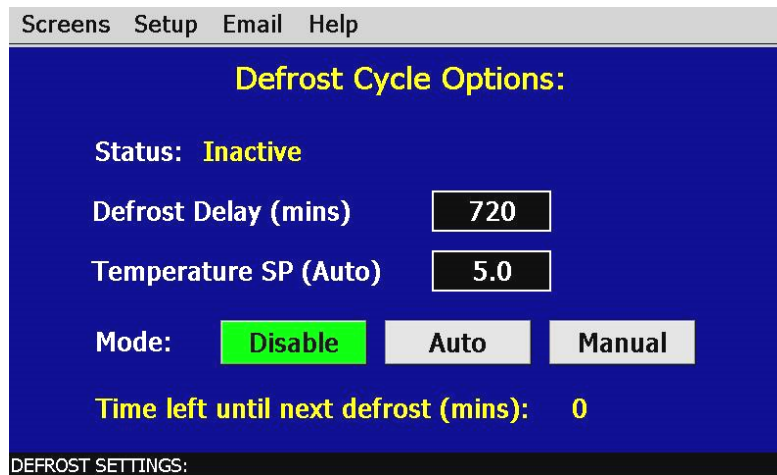 Screens Setup Email Help
Defrost Cycle Options:
Status: Inactive
Defrost Delay (mins) 720
Temperature SP (Auto) 5.0
Mode: Disable Auto Manual
Time left until next defrost (mins): 0
DEFROST SETTINGS: